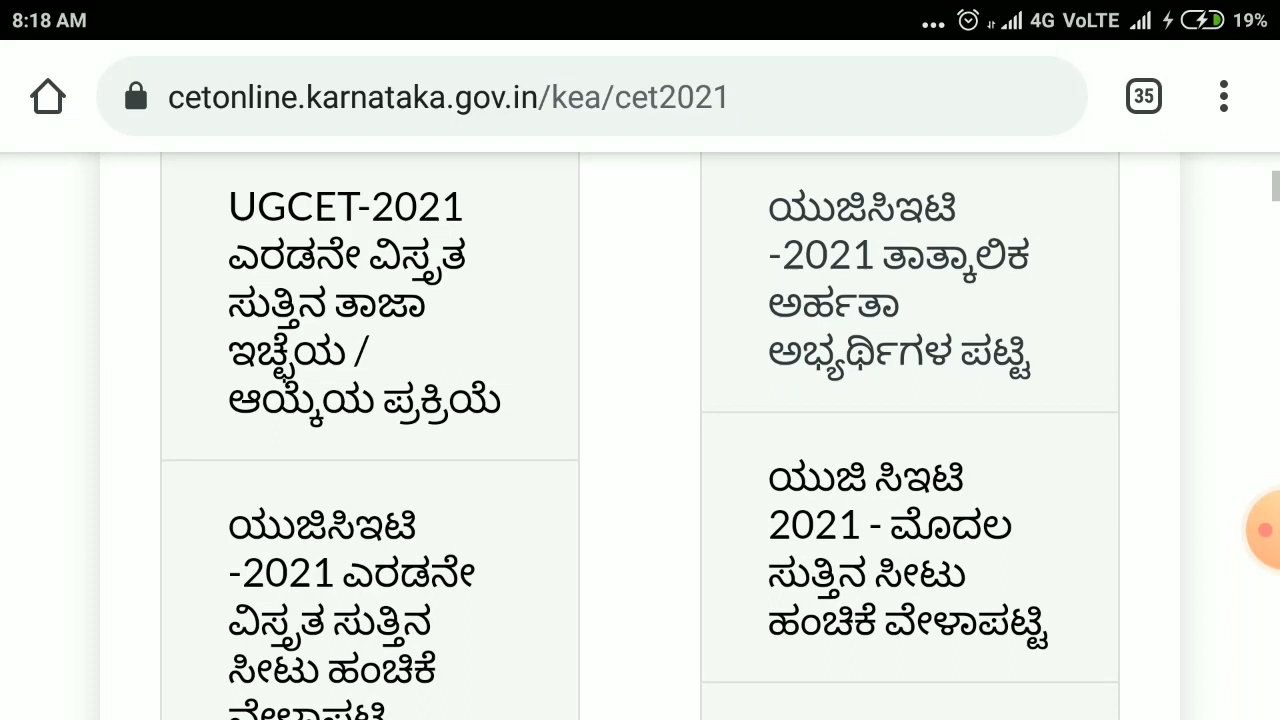 8:18 AM
4G VoLTE 19%
cetonline.karnataka.gov.in/kea/cet2021
35
UGCET-2021
ಎರಡನೇ ವಿಸ್ತೃತ
ಸುತ್ತಿನ ತಾಜಾ
ಇಚ್ಛೆಯ /
ಆಯ್ಕೆಯ ಪ್ರಕ್ರಿಯೆ
ಯುಜಿಸಿಇಟಿ
-2021 ಎರಡನೇ
ವಿಸ್ತೃತ ಸುತ್ತಿನ
ಸೀಟು ಹಂಚಿಕೆ
ವೇಳಾಪಟ್ಟಿ
ಯುಜಿಸಿಇಟಿ
-2021 ತಾತ್ಕಾಲಿಕ
ಅರ್ಹತಾ
ಅಭ್ಯರ್ಥಿಗಳ ಪಟ್ಟಿ
ಯುಜಿ ಸಿಇಟಿ
2021 - ಮೊದಲ
ಸುತ್ತಿನ ಸೀಟು
ಹಂಚಿಕೆ ವೇಳಾಪಟ್ಟಿ